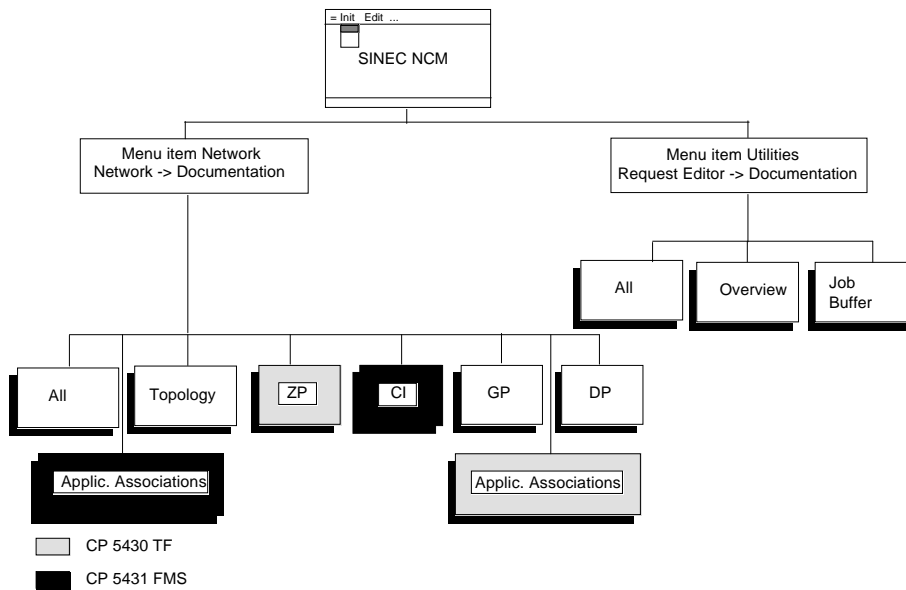 = Init Edit ...
SINEC NCM
Menu item Network
Network -> Documentation
Menu item Utilities
Request Editor -> Documentation
All
Overview
Job
Buffer
All
Topology
ZP
CI
GP
DP
Applic. Associations
Applic. Associations
CP 5430 TF
CP 5431 FMS